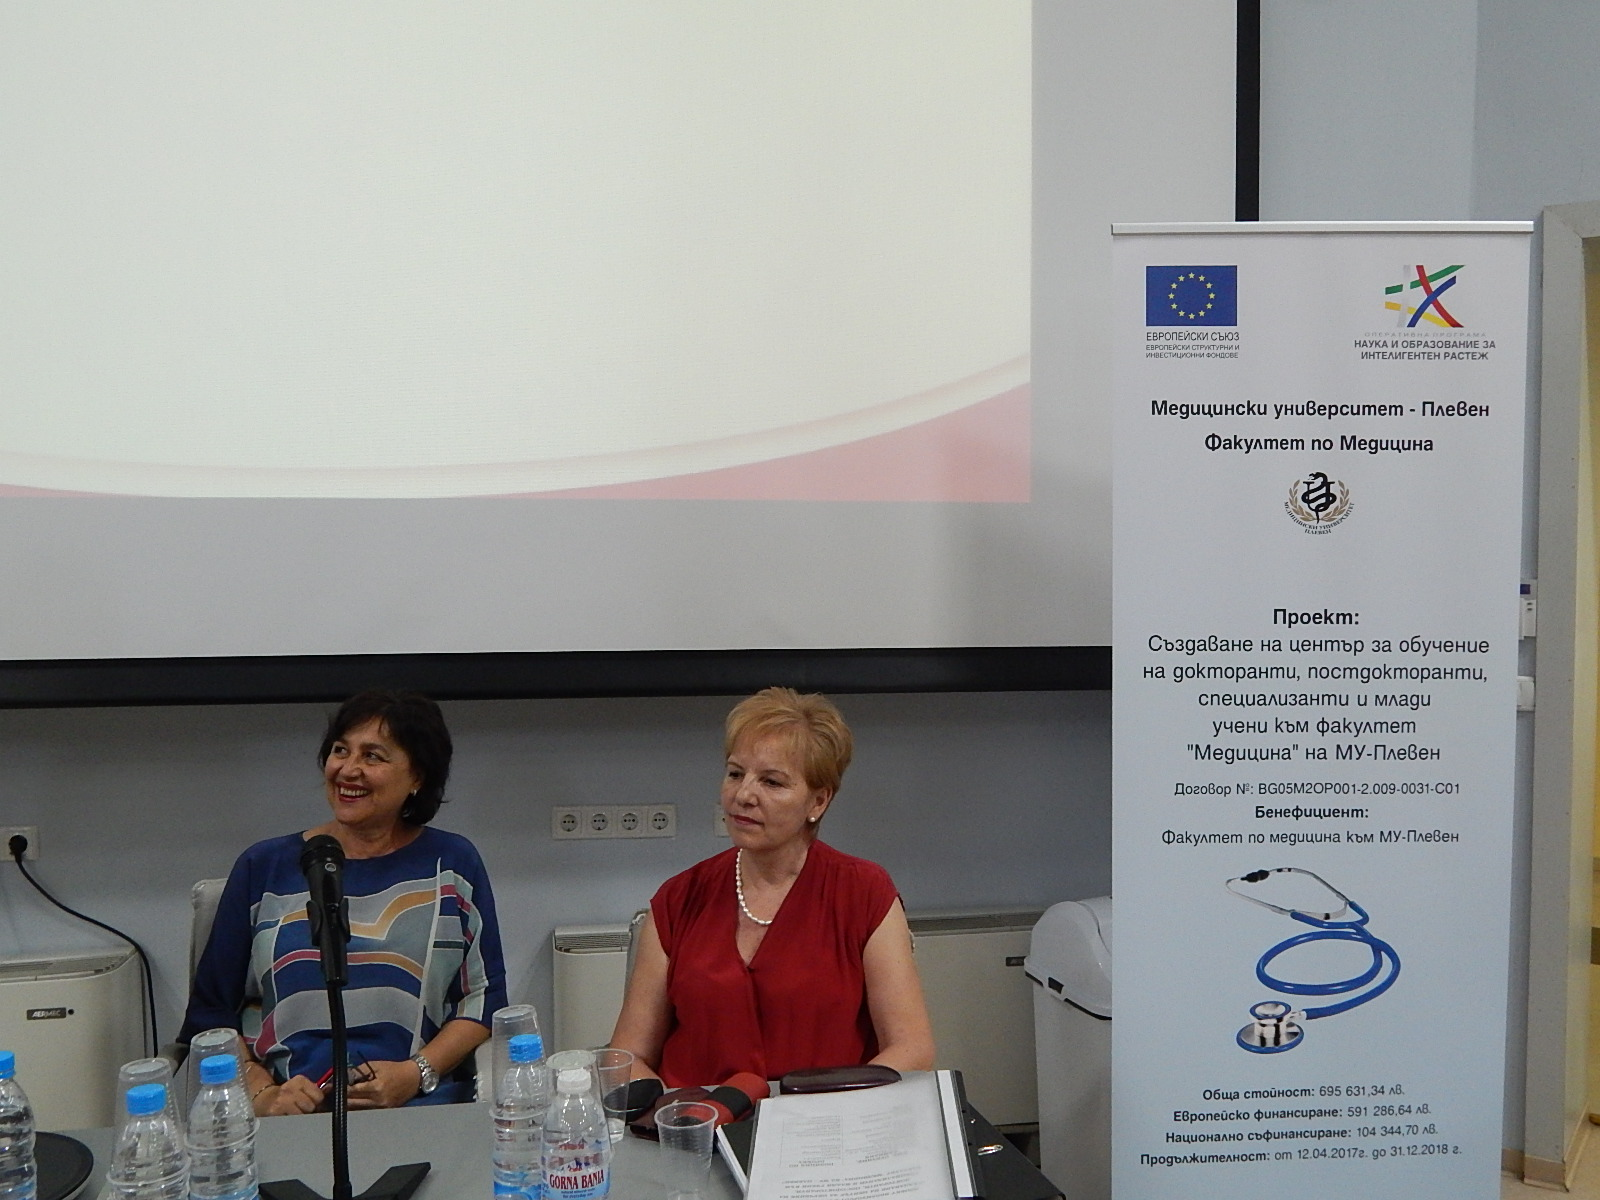 ЕВРОПЕЙСКИ СЪЮЗ
ЕВРОПЕЙСКИ СТРУКТУРНИ И
ИНВЕСТИЦИОННИ ФОНДОВЕ
ОПЕРАТИВНА ПРОГРАМА
НАУКА И ОБРАЗОВАНИЕ ЗА
ИНТЕЛИГЕНТЕН РАСТЕЖ
Медицински университет - Плевен
Факултет по Медицина
МЕДИЦИНСКИ УНИВЕРСИТЕТ
ПЛЕВЕН
Проект:
Създаване на център за обучение
на докторанти, постдокторанти,
специализанти и млади
учени към факултет
"Медицина" на МУ-Плевен
Договор №: BG05M2OP001-2.009-0031-C01
Бенефициент:
Факултет по медицина към МУ-Плевен
Обща стойност: 695 631,34 лв.
Европейско финансиране: 591 286,64 лв.
Национално съфинансиране: 104 344,70 лв.
Продължителност: от 12.04.2017г. до 31.12.2018 г.
AERMEC
GORNA BANIA